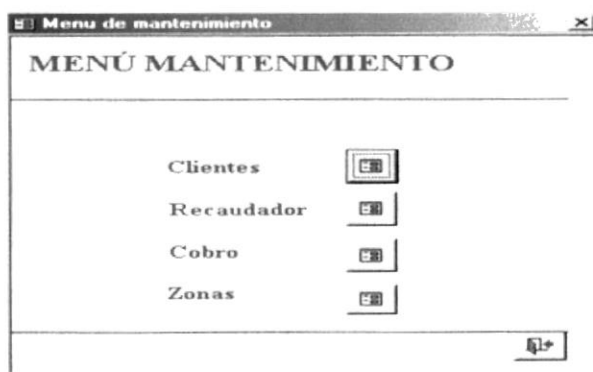 Menu de mantenimiento
MENÚ MANTENIMIENTO
Clientes
Recaudador
Cobro
Zonas